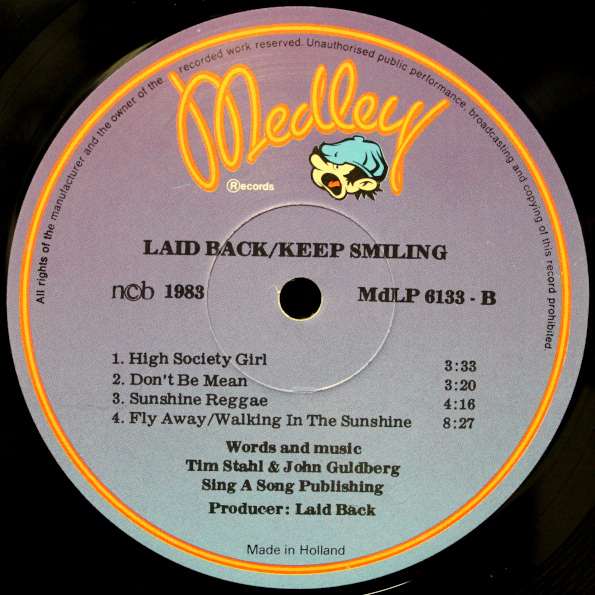 All rights of the manufacturer and the owner of the recorded work reserved. Unauthorised public performance, broadcasting and copying of this record prohibited.
Medley
Ⓡecords
LAID BACK/KEEP SMILING
ncb 1983
MdLP 6133 - B
1. High Society Girl 3:33
2. Don't Be Mean 3:20
3. Sunshine Reggae 4:16
4. Fly Away/Walking In The Sunshine 8:27
Words and music
Tim Stahl & John Guldberg
Sing A Song Publishing
Producer: Laid Back
Made in Holland